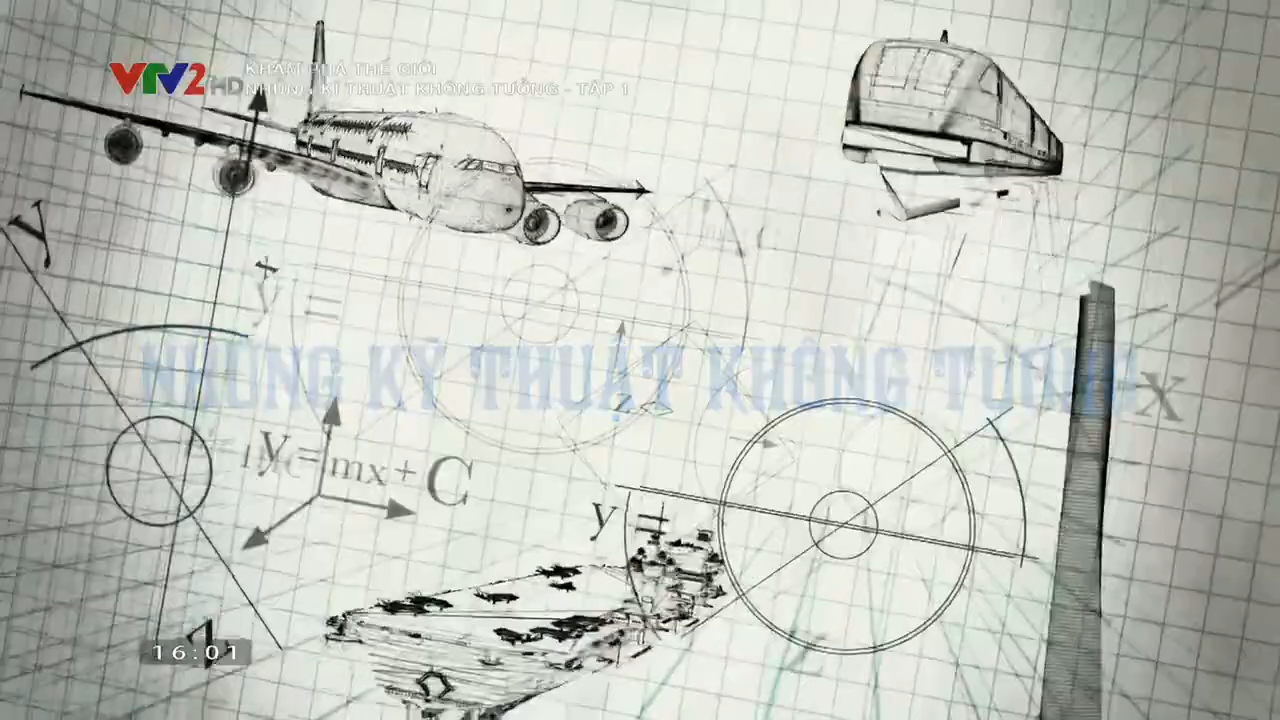 VTV2 HD
KHÁM PHÁ THẾ GIỚI
NHỮNG KĨ THUẬT KHÔNG TƯỞNG - TẬP 1
y
y =
NHỮNG KỸ THUẬT KHÔNG TƯỞNG
z
x
y=mx+C
y =
16:01